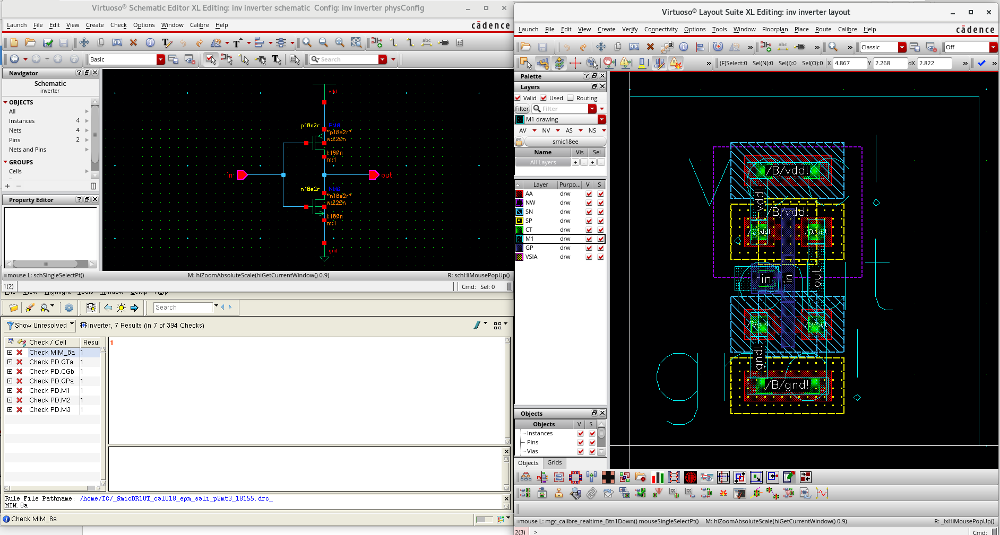 Virtuoso® Schematic Editor XL Editing: inv inverter schematic  Config: inv inverter physConfig
Launch File Edit View Create Check Options Window Calibre Help
cādence
Basic
Search
Navigator
Schematic
inverter
OBJECTS
All
Instances 4
Nets 4
Pins 2
Nets and Pins
GROUPS
Cells
Property Editor
vdd
p18e2r PM0
"p18e2r"
w:220n
l:180n
m:1
in
out
n18e2r NM0
"n18e2r"
w:220n
l:180n
m:1
gnd
mouse L: schSingleSelectPt() M: hiZoomAbsoluteScale(hiGetCurrentWindow() 0.9) R: schHiMousePopUp()
1(2) Cmd: Sel: 0
File View Highlight Tools Window Setup Help
Search
Show Unresolved inverter, 7 Results (in 7 of 394 Checks)
Check / Cell Resul
Check MIM_8a 1
Check PD.GTa 1
Check PD.CGb 1
Check PD.GPa 1
Check PD.M1 1
Check PD.M2 1
Check PD.M3 1
1
Rule File Pathname: /home/IC/_SmicDR10T_cal018_epm_sali_p2mt3_18155.drc_
MIM.8a
Check MIM_8a
Virtuoso® Layout Suite XL Editing: inv inverter layout
Launch File Edit View Create Verify Connectivity Options Tools Window Floorplan Place Route Calibre Help
cādence
Classic
Off
(F)Select:0 Sel(N):0 Sel(I):0 Sel(O):0 X 4.867 Y 2.268 dX 2.822
Palette
Layers
Valid Used Routing
Filter Filter
M1 drawing
AV NV AS NS
smic18ee
Name Vis Sel
All Layers + - + -
Layer Purpo... V S
AA drw
NW drw
SN drw
SP drw
CT drw
M1 drw
GP drw
VSIA drw
Objects
Objects V S
Instances
Pins
Vias
Objects Grids
/B/vdd!
vdd!
/B/vdd!
in
in
out
gnd!
/B/gnd!
mouse L: mgc_calibre_realtime_Btn1Down() mouseSingleSelectPt() M: hiZoomAbsoluteScale(hiGetCurrentWindow() 0.9) R: _lxHiMousePopUp()
2(3) > Cmd: